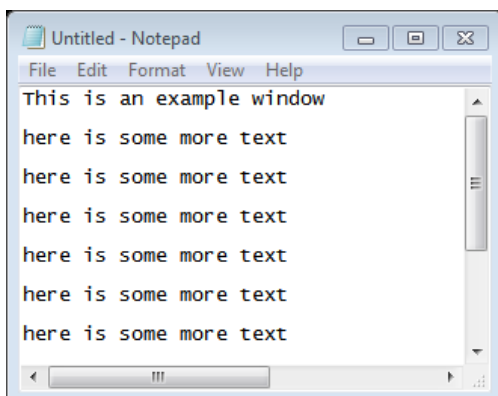 Untitled - Notepad
File Edit Format View Help
This is an example window
here is some more text
here is some more text
here is some more text
here is some more text
here is some more text
here is some more text